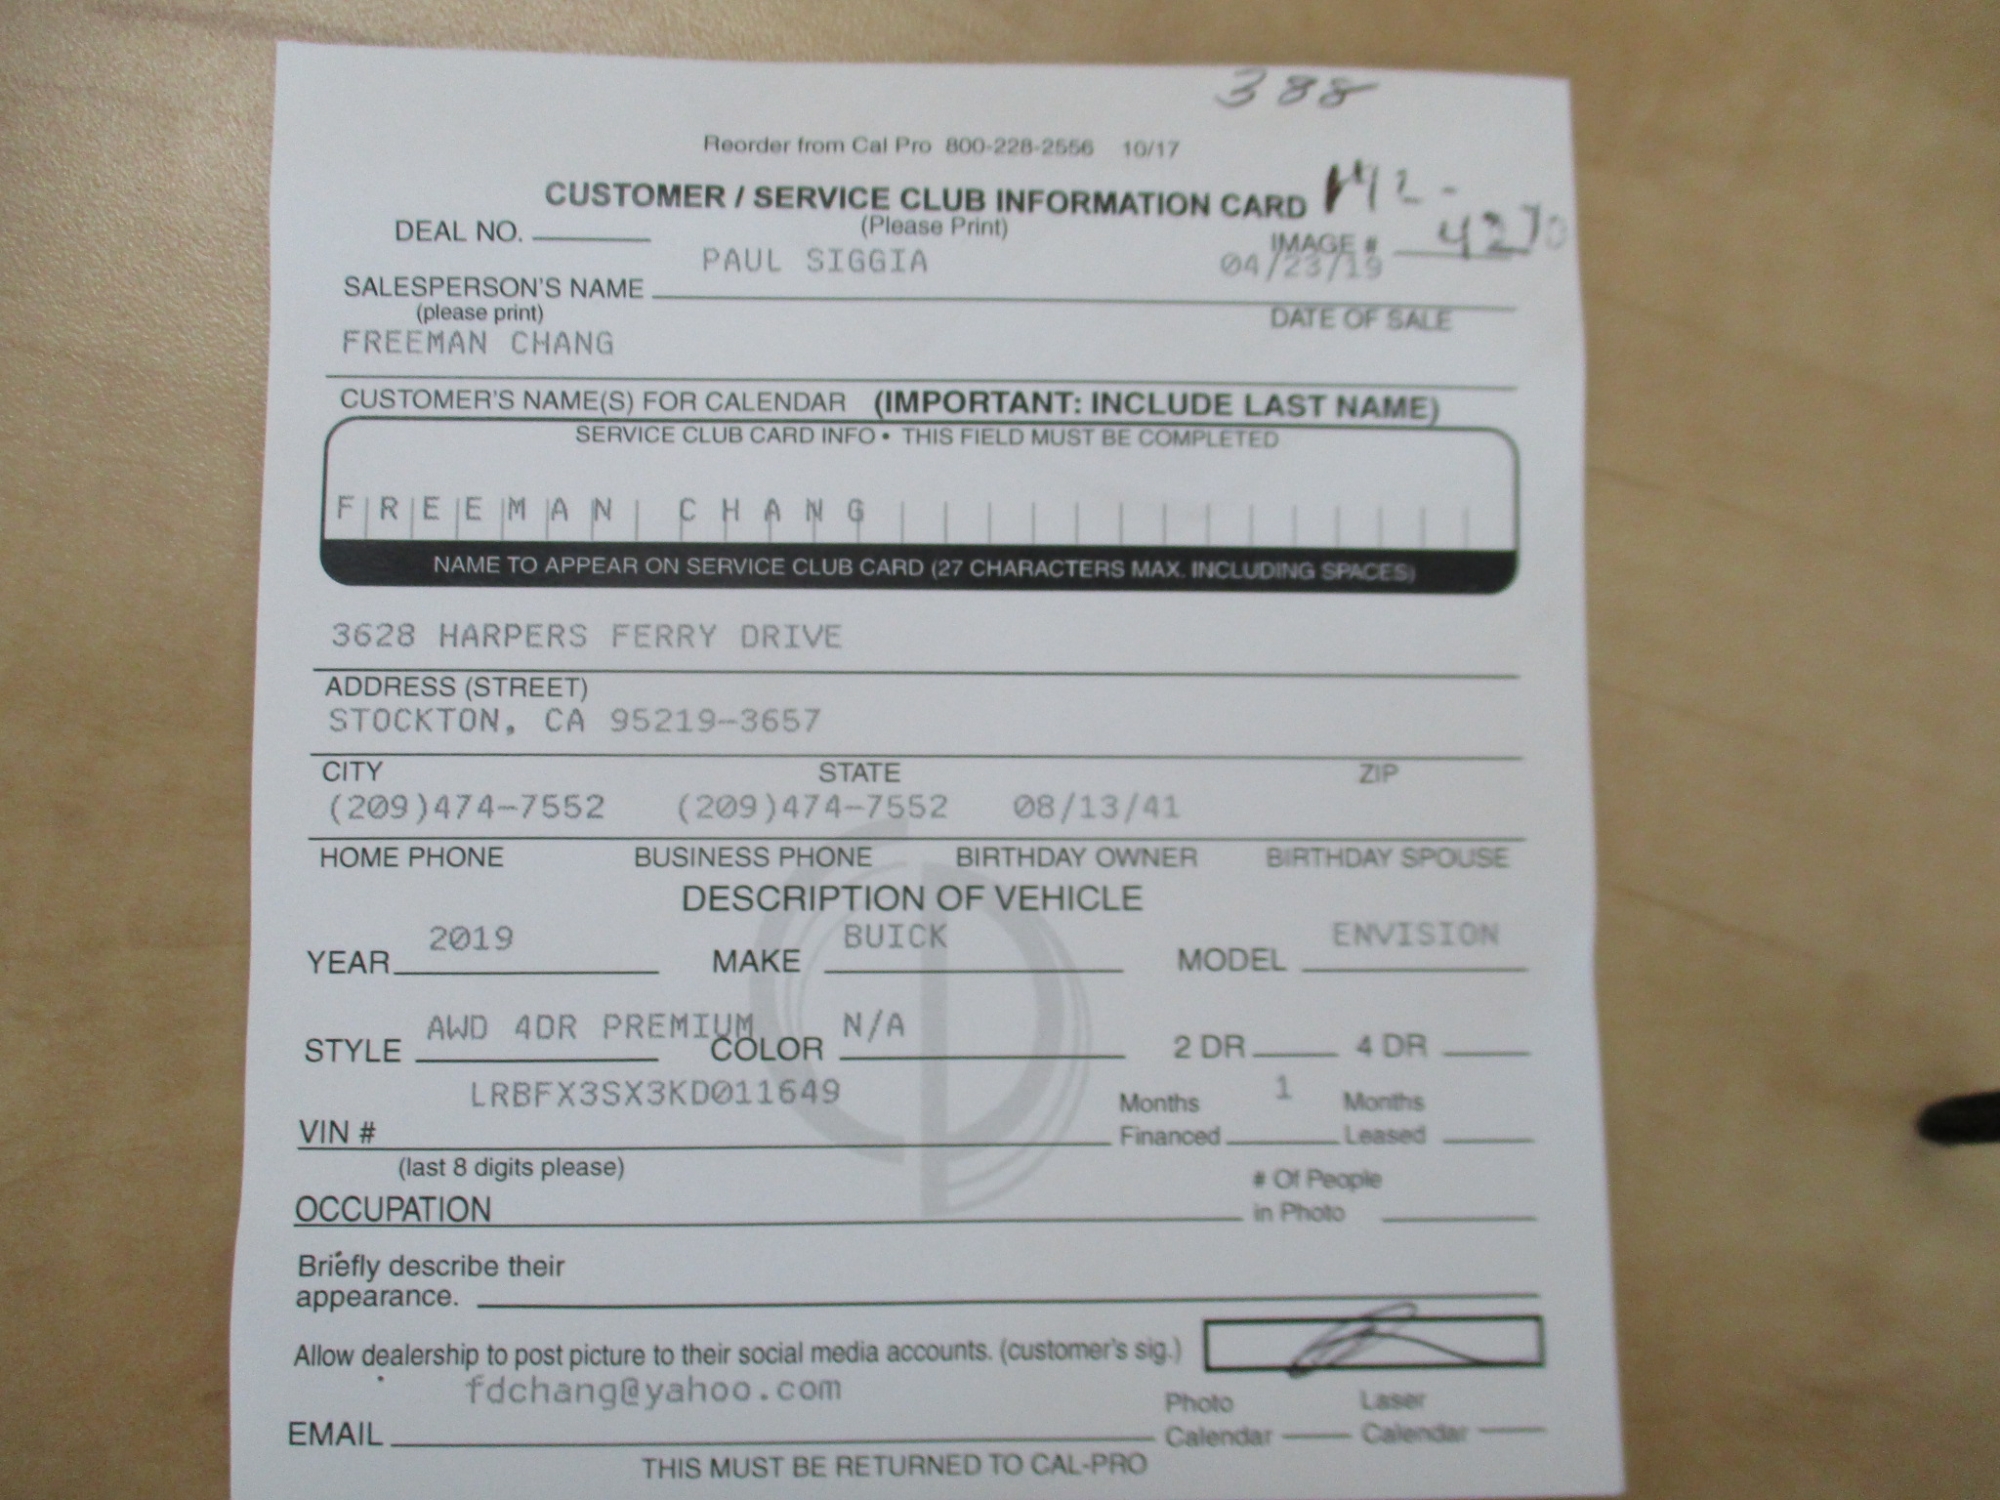 388
Reorder from Cal Pro 800-228-2556 10/17
CUSTOMER / SERVICE CLUB INFORMATION CARD
(Please Print)
DEAL NO. IMAGE # 4270
PAUL SIGGIA 04/23/19
SALESPERSON'S NAME
(please print) DATE OF SALE
FREEMAN CHANG
CUSTOMER'S NAME(S) FOR CALENDAR (IMPORTANT: INCLUDE LAST NAME)
SERVICE CLUB CARD INFO • THIS FIELD MUST BE COMPLETED
FREEMAN CHANG
NAME TO APPEAR ON SERVICE CLUB CARD (27 CHARACTERS MAX. INCLUDING SPACES)
3628 HARPERS FERRY DRIVE
ADDRESS (STREET)
STOCKTON, CA 95219-3657
CITY STATE ZIP
(209)474-7552 (209)474-7552 08/13/41
HOME PHONE BUSINESS PHONE BIRTHDAY OWNER BIRTHDAY SPOUSE
DESCRIPTION OF VEHICLE
YEAR 2019 MAKE BUICK MODEL ENVISION
STYLE AWD 4DR PREMIUM COLOR N/A 2 DR 4 DR
LRBFX3SX3KD011649 Months 1 Months
VIN # Financed Leased
(last 8 digits please) # Of People
OCCUPATION in Photo
Briefly describe their
appearance.
Allow dealership to post picture to their social media accounts. (customer's sig.)
fdchang@yahoo.com Photo Laser
EMAIL Calendar Calendar
THIS MUST BE RETURNED TO CAL-PRO